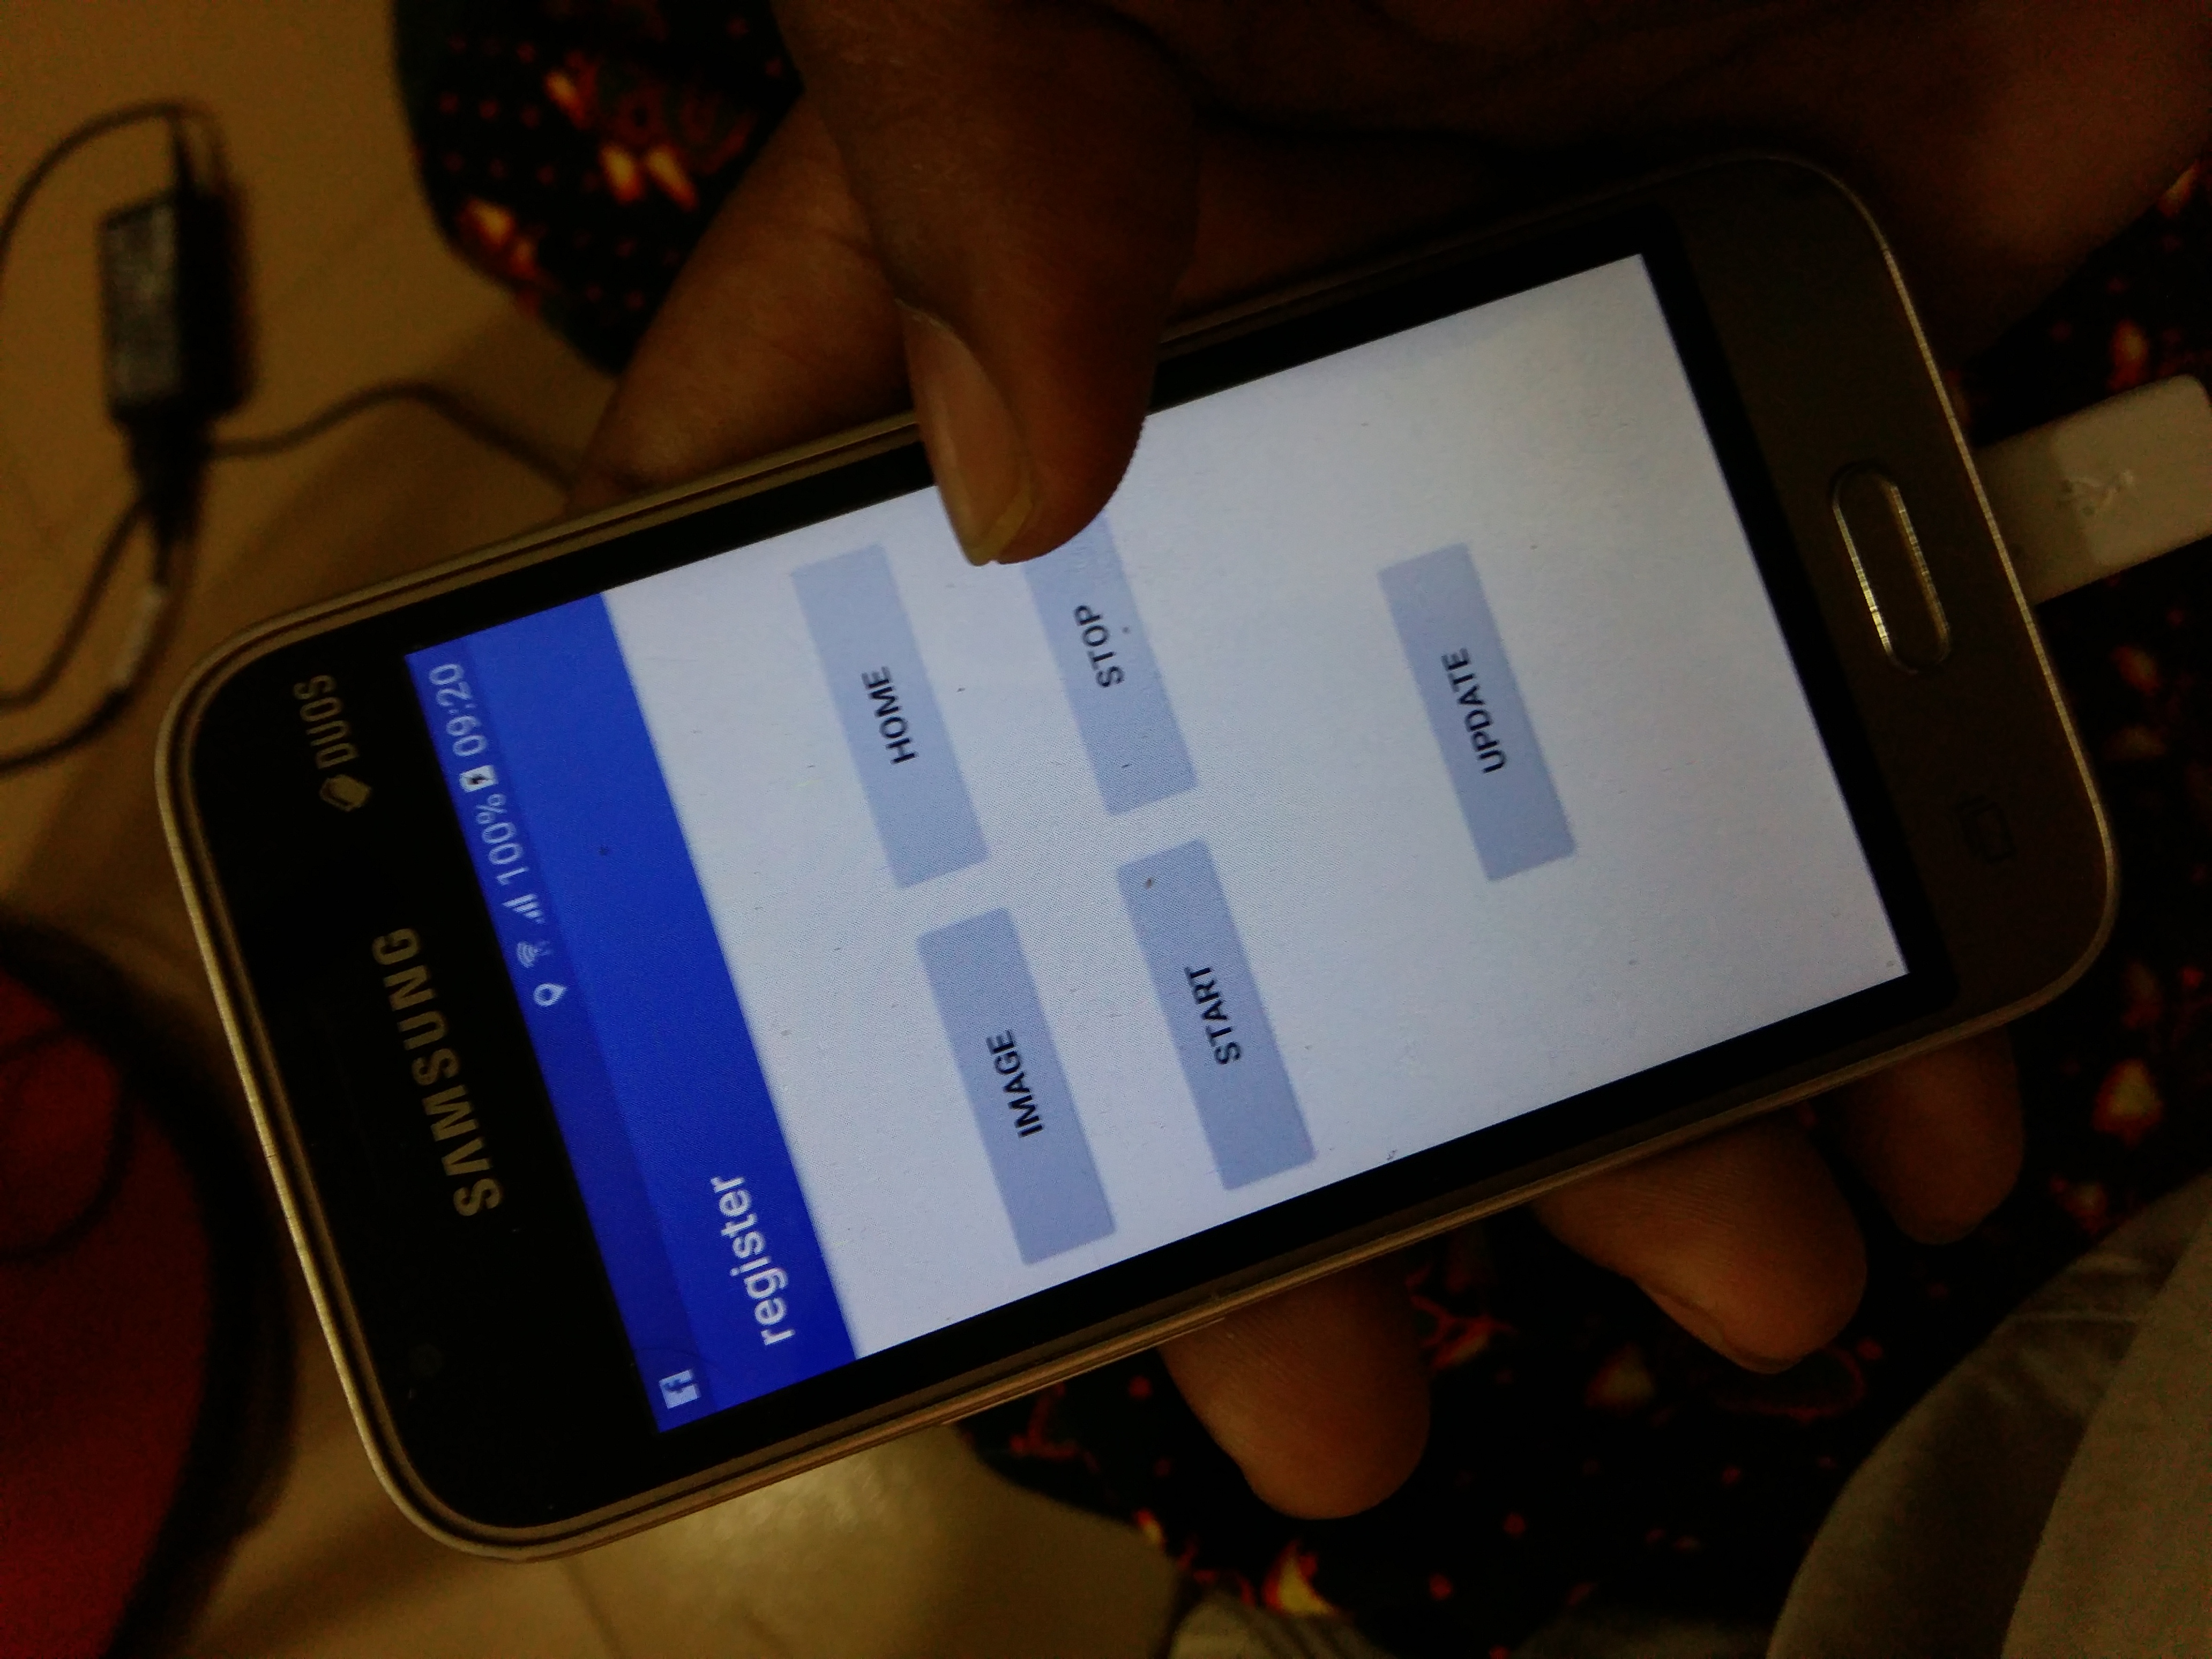 SAMSUNG DUOS
100% 09:20
register
IMAGE HOME
START STOP
UPDATE